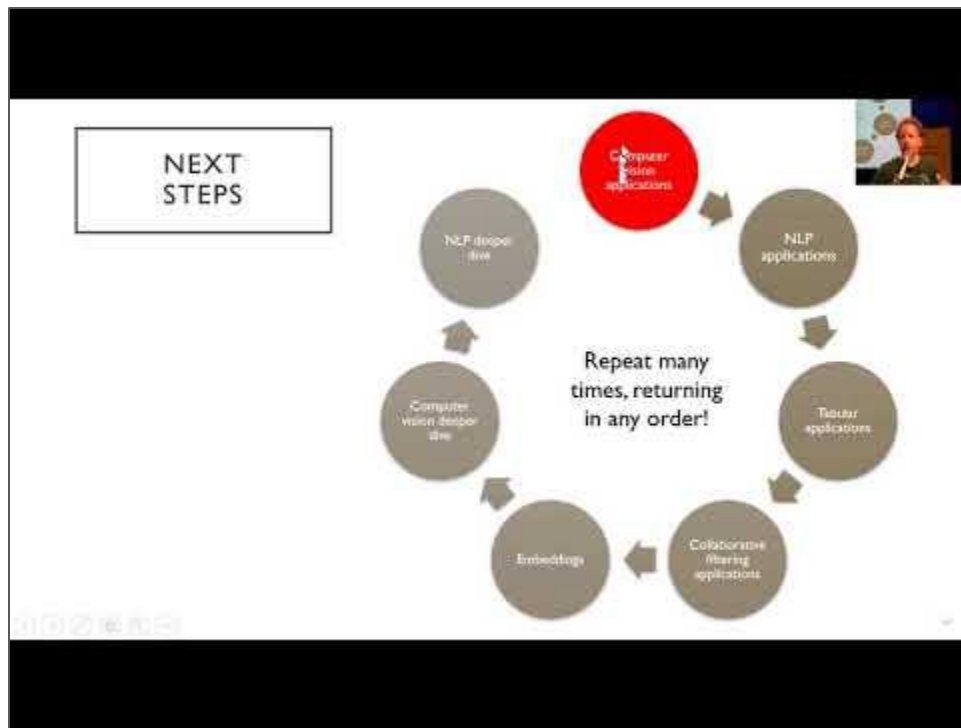 NEXT
STEPS
Computer
vision
applications
NLP
applications
Tabular
applications
Collaborative
filtering
applications
Embeddings
Computer
vision deeper
dive
NLP deeper
dive
Repeat many
times, returning
in any order!